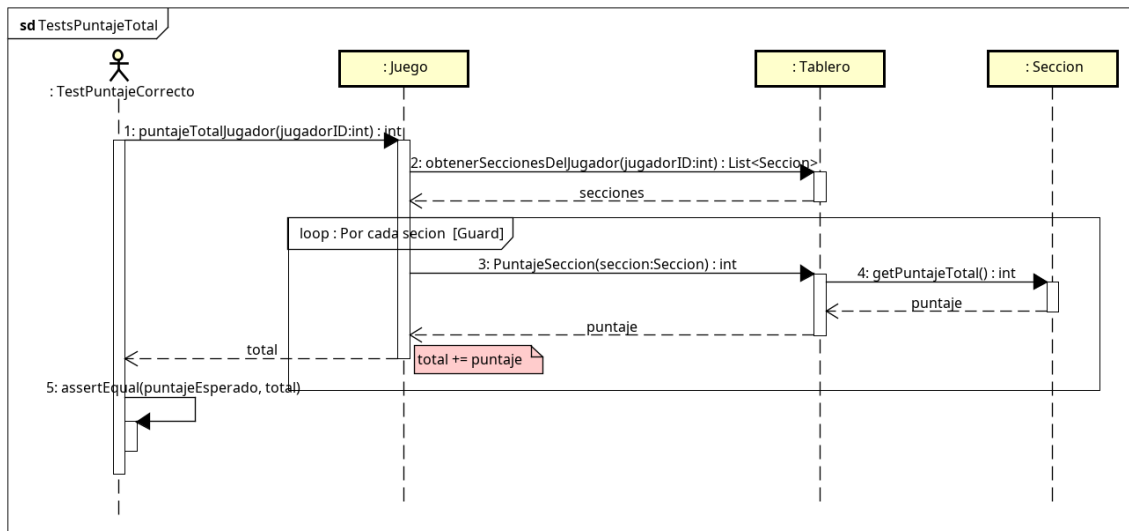 sd TestsPuntajeTotal
: TestPuntajeCorrecto
: Juego
: Tablero
: Seccion
1: puntajeTotalJugador(jugadorID:int) : int
2: obtenerSeccionesDelJugador(jugadorID:int) : List<Seccion>
secciones
loop : Por cada secion [Guard]
3: PuntajeSeccion(seccion:Seccion) : int
4: getPuntajeTotal() : int
puntaje
puntaje
total
total += puntaje
5: assertEqual(puntajeEsperado, total)